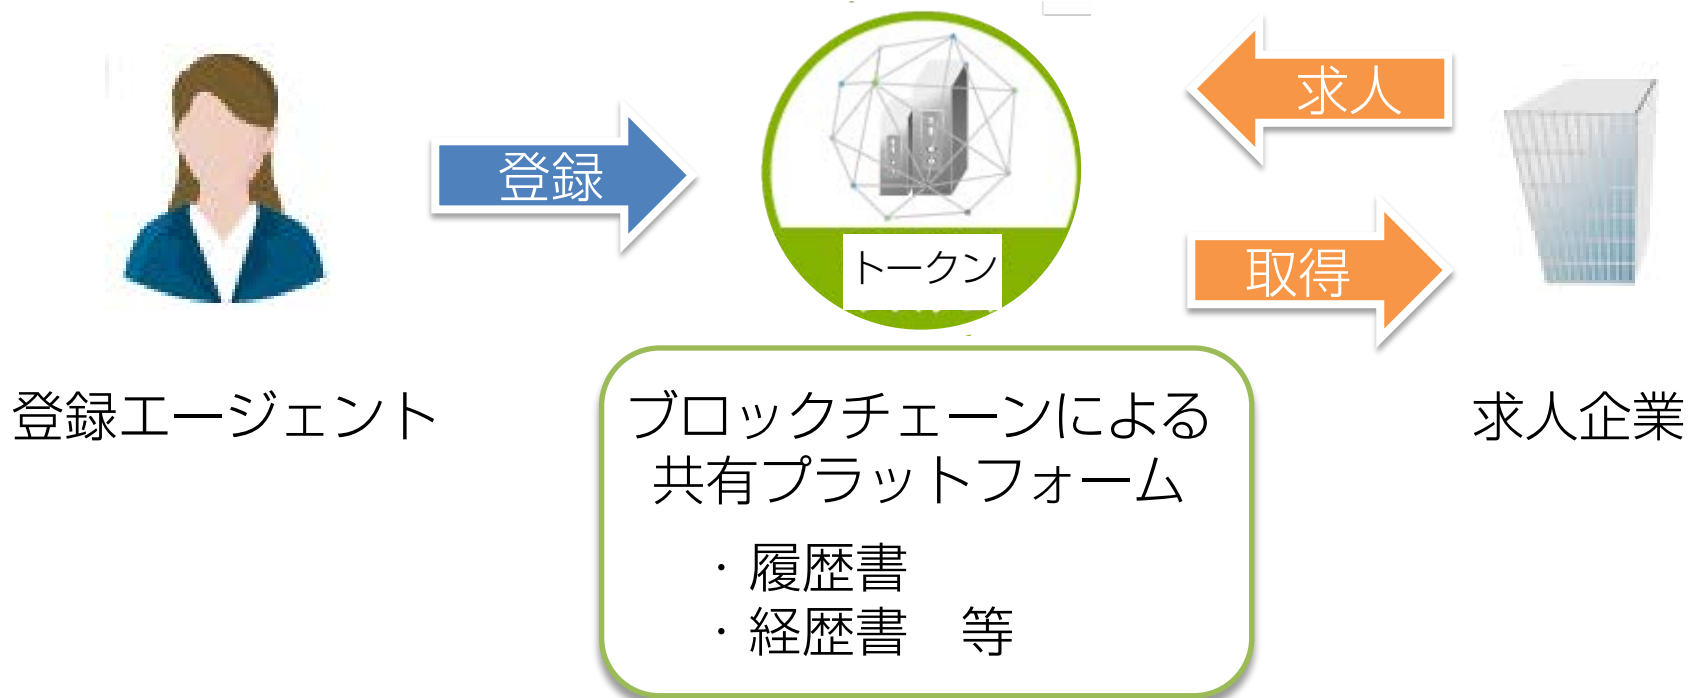 求人
登録
トークン
取得
登録エージェント
ブロックチェーンによる
共有プラットフォーム
・履歴書
・経歴書　等
求人企業